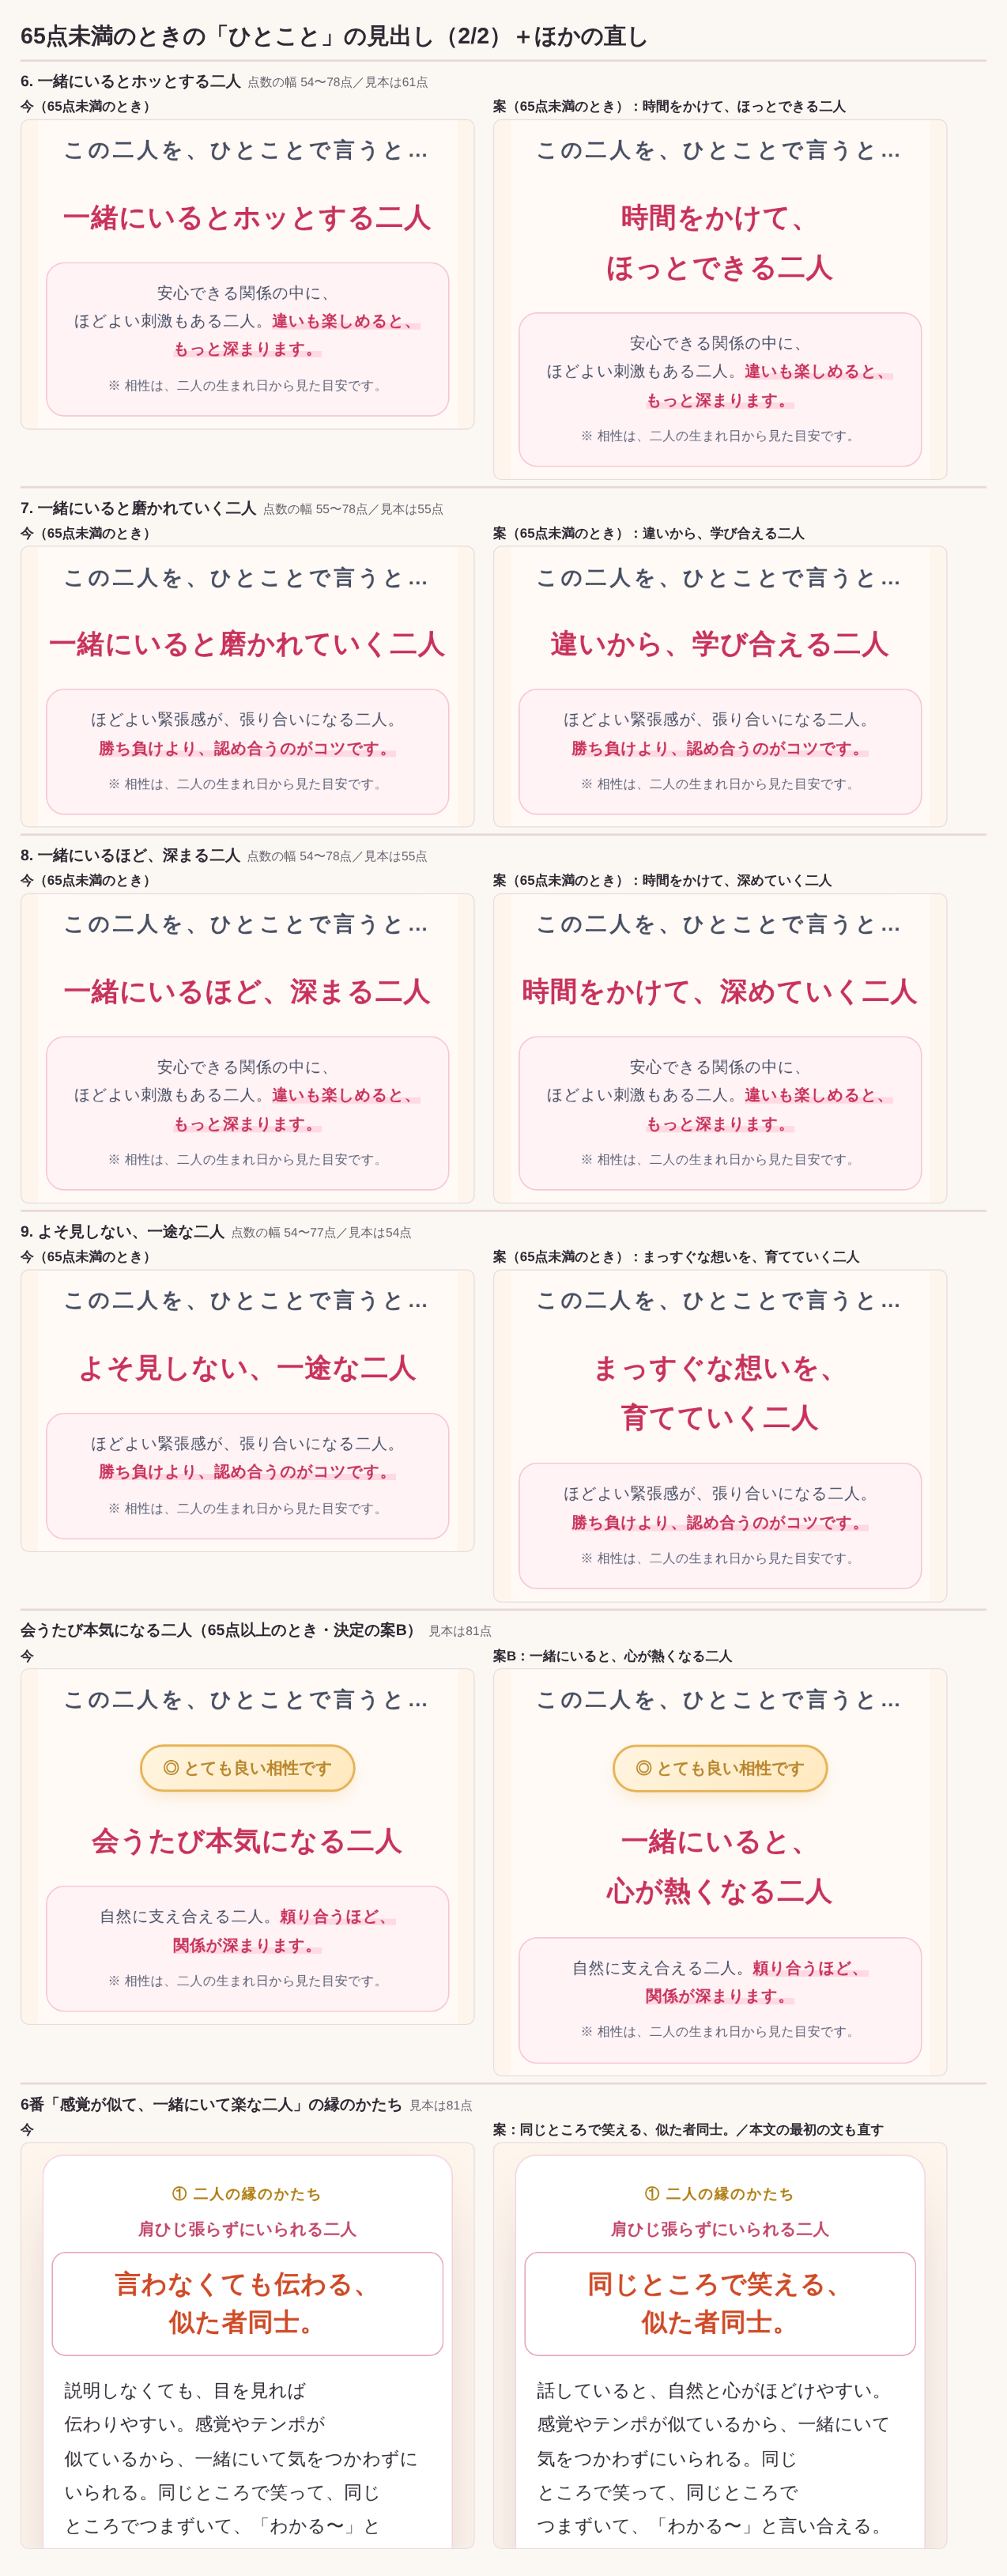 65点未満のときの「ひとこと」の見出し（2/2）＋ほかの直し
6. 一緒にいるとホッとする二人 点数の幅 54〜78点／見本は61点
今（65点未満のとき）
この二人を、ひとことで言うと…
一緒にいるとホッとする二人
安心できる関係の中に、
ほどよい刺激もある二人。違いも楽しめると、
もっと深まります。
※ 相性は、二人の生まれ日から見た目安です。
案（65点未満のとき）：時間をかけて、ほっとできる二人
この二人を、ひとことで言うと…
時間をかけて、
ほっとできる二人
安心できる関係の中に、
ほどよい刺激もある二人。違いも楽しめると、
もっと深まります。
※ 相性は、二人の生まれ日から見た目安です。
7. 一緒にいると磨かれていく二人 点数の幅 55〜78点／見本は55点
今（65点未満のとき）
この二人を、ひとことで言うと…
一緒にいると磨かれていく二人
ほどよい緊張感が、張り合いになる二人。
勝ち負けより、認め合うのがコツです。
※ 相性は、二人の生まれ日から見た目安です。
案（65点未満のとき）：違いから、学び合える二人
この二人を、ひとことで言うと…
違いから、学び合える二人
ほどよい緊張感が、張り合いになる二人。
勝ち負けより、認め合うのがコツです。
※ 相性は、二人の生まれ日から見た目安です。
8. 一緒にいるほど、深まる二人 点数の幅 54〜78点／見本は55点
今（65点未満のとき）
この二人を、ひとことで言うと…
一緒にいるほど、深まる二人
安心できる関係の中に、
ほどよい刺激もある二人。違いも楽しめると、
もっと深まります。
※ 相性は、二人の生まれ日から見た目安です。
案（65点未満のとき）：時間をかけて、深めていく二人
この二人を、ひとことで言うと…
時間をかけて、深めていく二人
安心できる関係の中に、
ほどよい刺激もある二人。違いも楽しめると、
もっと深まります。
※ 相性は、二人の生まれ日から見た目安です。
9. よそ見しない、一途な二人 点数の幅 54〜77点／見本は54点
今（65点未満のとき）
この二人を、ひとことで言うと…
よそ見しない、一途な二人
ほどよい緊張感が、張り合いになる二人。
勝ち負けより、認め合うのがコツです。
※ 相性は、二人の生まれ日から見た目安です。
案（65点未満のとき）：まっすぐな想いを、育てていく二人
この二人を、ひとことで言うと…
まっすぐな想いを、
育てていく二人
ほどよい緊張感が、張り合いになる二人。
勝ち負けより、認め合うのがコツです。
※ 相性は、二人の生まれ日から見た目安です。
会うたび本気になる二人（65点以上のとき・決定の案B） 見本は81点
今
この二人を、ひとことで言うと…
◎ とても良い相性です
会うたび本気になる二人
自然に支え合える二人。頼り合うほど、
関係が深まります。
※ 相性は、二人の生まれ日から見た目安です。
案B：一緒にいると、心が熱くなる二人
この二人を、ひとことで言うと…
◎ とても良い相性です
一緒にいると、
心が熱くなる二人
自然に支え合える二人。頼り合うほど、
関係が深まります。
※ 相性は、二人の生まれ日から見た目安です。
6番「感覚が似て、一緒にいて楽な二人」の縁のかたち 見本は81点
今
① 二人の縁のかたち
肩ひじ張らずにいられる二人
言わなくても伝わる、
似た者同士。
説明しなくても、目を見れば
伝わりやすい。感覚やテンポが
似ているから、一緒にいて気をつかわずに
いられる。同じところで笑って、同じ
ところでつまずいて、「わかる〜」と
案：同じところで笑える、似た者同士。／本文の最初の文も直す
① 二人の縁のかたち
肩ひじ張らずにいられる二人
同じところで笑える、
似た者同士。
話していると、自然と心がほどけやすい。
感覚やテンポが似ているから、一緒にいて
気をつかわずにいられる。同じ
ところで笑って、同じところで
つまずいて、「わかる〜」と言い合える。